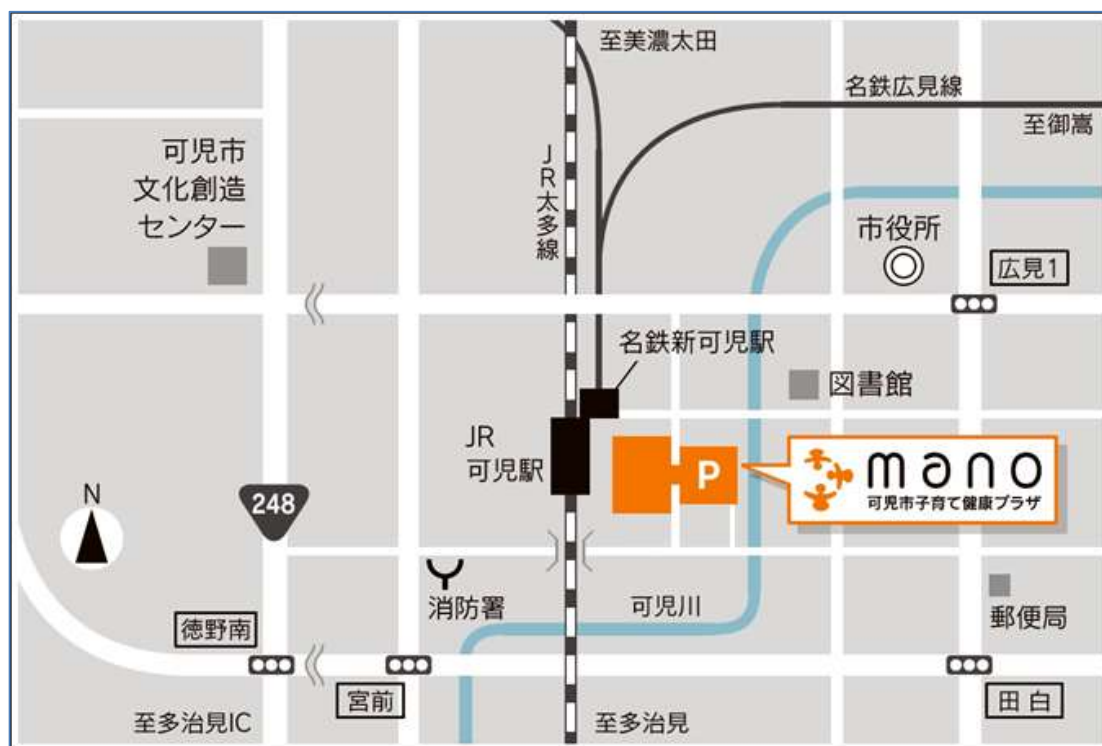 至美濃太田
名鉄広見線
至御嵩
可児市
文化創造
センター
JR太多線
市役所
広見1
名鉄新可児駅
図書館
JR
可児駅
P
mano
可児市子育て健康プラザ
N
248
消防署
可児川
郵便局
徳野南
宮前
田白
至多治見IC
至多治見